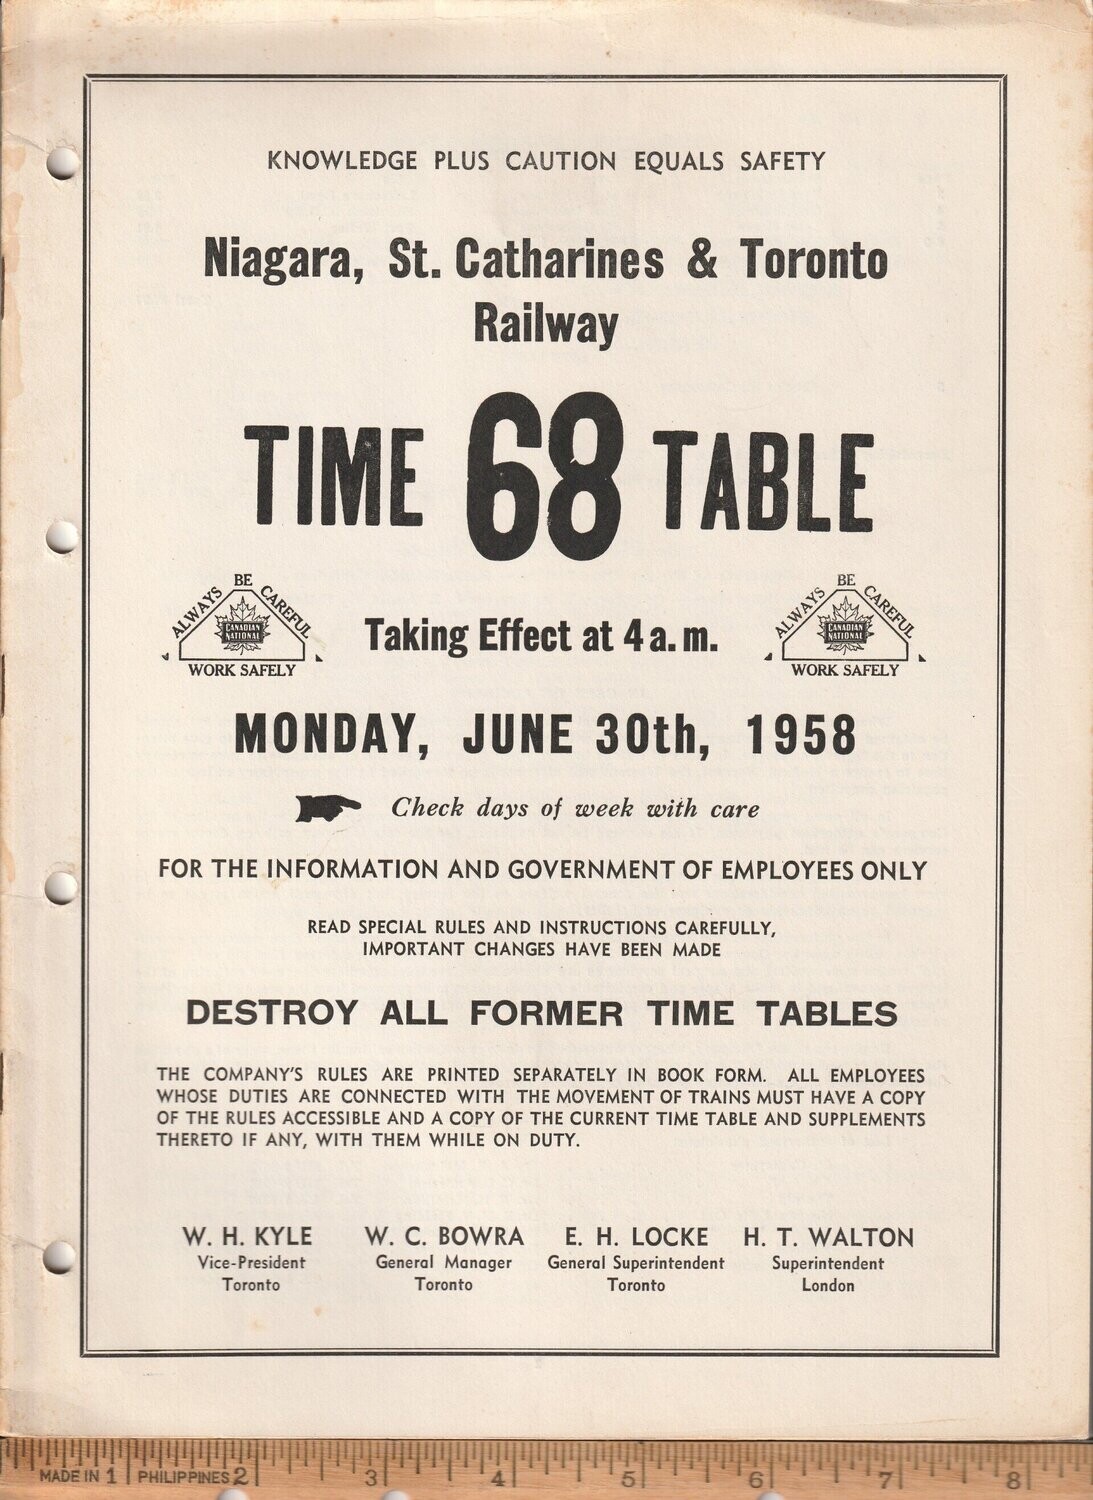 KNOWLEDGE PLUS CAUTION EQUALS SAFETY
Niagara, St. Catharines & Toronto
Railway
TIME 68 TABLE
ALWAYS BE CAREFUL
CANADIAN
NATIONAL
WORK SAFELY
Taking Effect at 4 a. m.
ALWAYS BE CAREFUL
CANADIAN
NATIONAL
WORK SAFELY
MONDAY, JUNE 30th, 1958
Check days of week with care
FOR THE INFORMATION AND GOVERNMENT OF EMPLOYEES ONLY
READ SPECIAL RULES AND INSTRUCTIONS CAREFULLY,
IMPORTANT CHANGES HAVE BEEN MADE
DESTROY ALL FORMER TIME TABLES
THE COMPANY'S RULES ARE PRINTED SEPARATELY IN BOOK FORM. ALL EMPLOYEES
WHOSE DUTIES ARE CONNECTED WITH THE MOVEMENT OF TRAINS MUST HAVE A COPY
OF THE RULES ACCESSIBLE AND A COPY OF THE CURRENT TIME TABLE AND SUPPLEMENTS
THERETO IF ANY, WITH THEM WHILE ON DUTY.
W. H. KYLE
Vice-President
Toronto
W. C. BOWRA
General Manager
Toronto
E. H. LOCKE
General Superintendent
Toronto
H. T. WALTON
Superintendent
London
MADE IN 1 PHILIPPINES 2 3 4 5 6 7 8